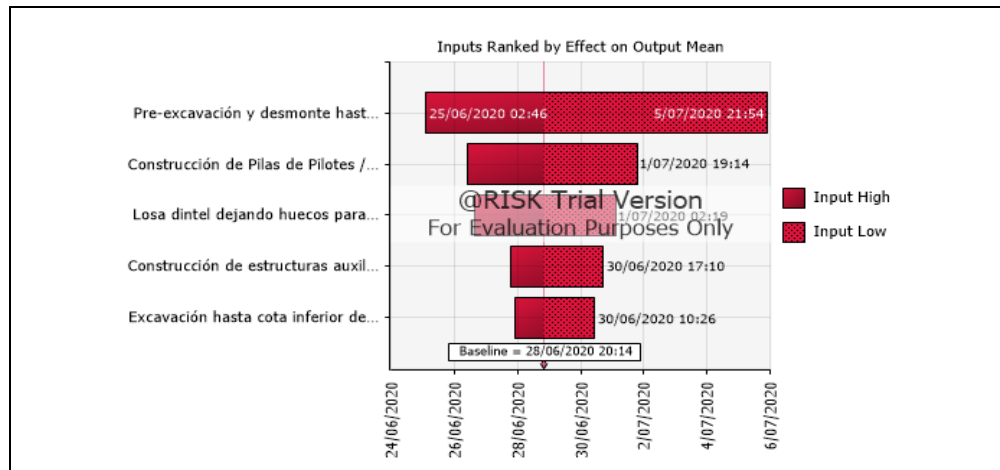 Inputs Ranked by Effect on Output Mean
Pre-excavación y desmonte hast...
25/06/2020 02:46
5/07/2020 21:54
Construcción de Pilas de Pilotes /...
1/07/2020 19:14
@RISK Trial Version
Losa dintel dejando huecos para...
1/07/2020 02:19
For Evaluation Purposes Only
Construcción de estructuras auxil...
30/06/2020 17:10
Excavación hasta cota inferior de...
30/06/2020 10:26
Baseline = 28/06/2020 20:14
24/06/2020
26/06/2020
28/06/2020
30/06/2020
2/07/2020
4/07/2020
6/07/2020
Input High
Input Low